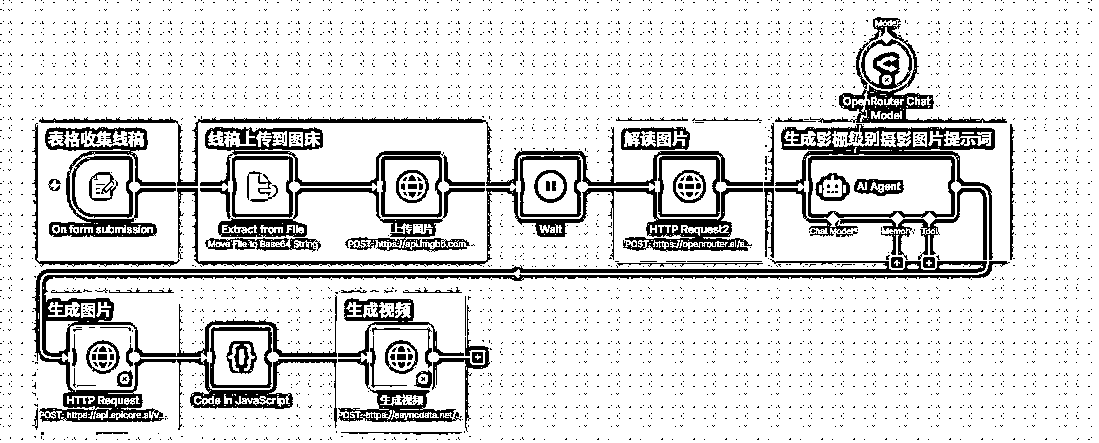 Model
OpenRouter Chat
Model
表格收集线稿
线稿上传到图床
解读图片
生成影棚级别摄影图片提示词
AI Agent
On form submission
Extract from File
Move File to Base64 String
上传图片
POST: https://api.imgbb.com...
Wait
HTTP Request2
POST: https://openrouter.ai/a...
Chat Model*
Memory
Tool
生成图片
生成视频
HTTP Request
POST: https://api.epicore.ai/v...
Code in JavaScript
生成视频
POST: https://asyncdata.net/...